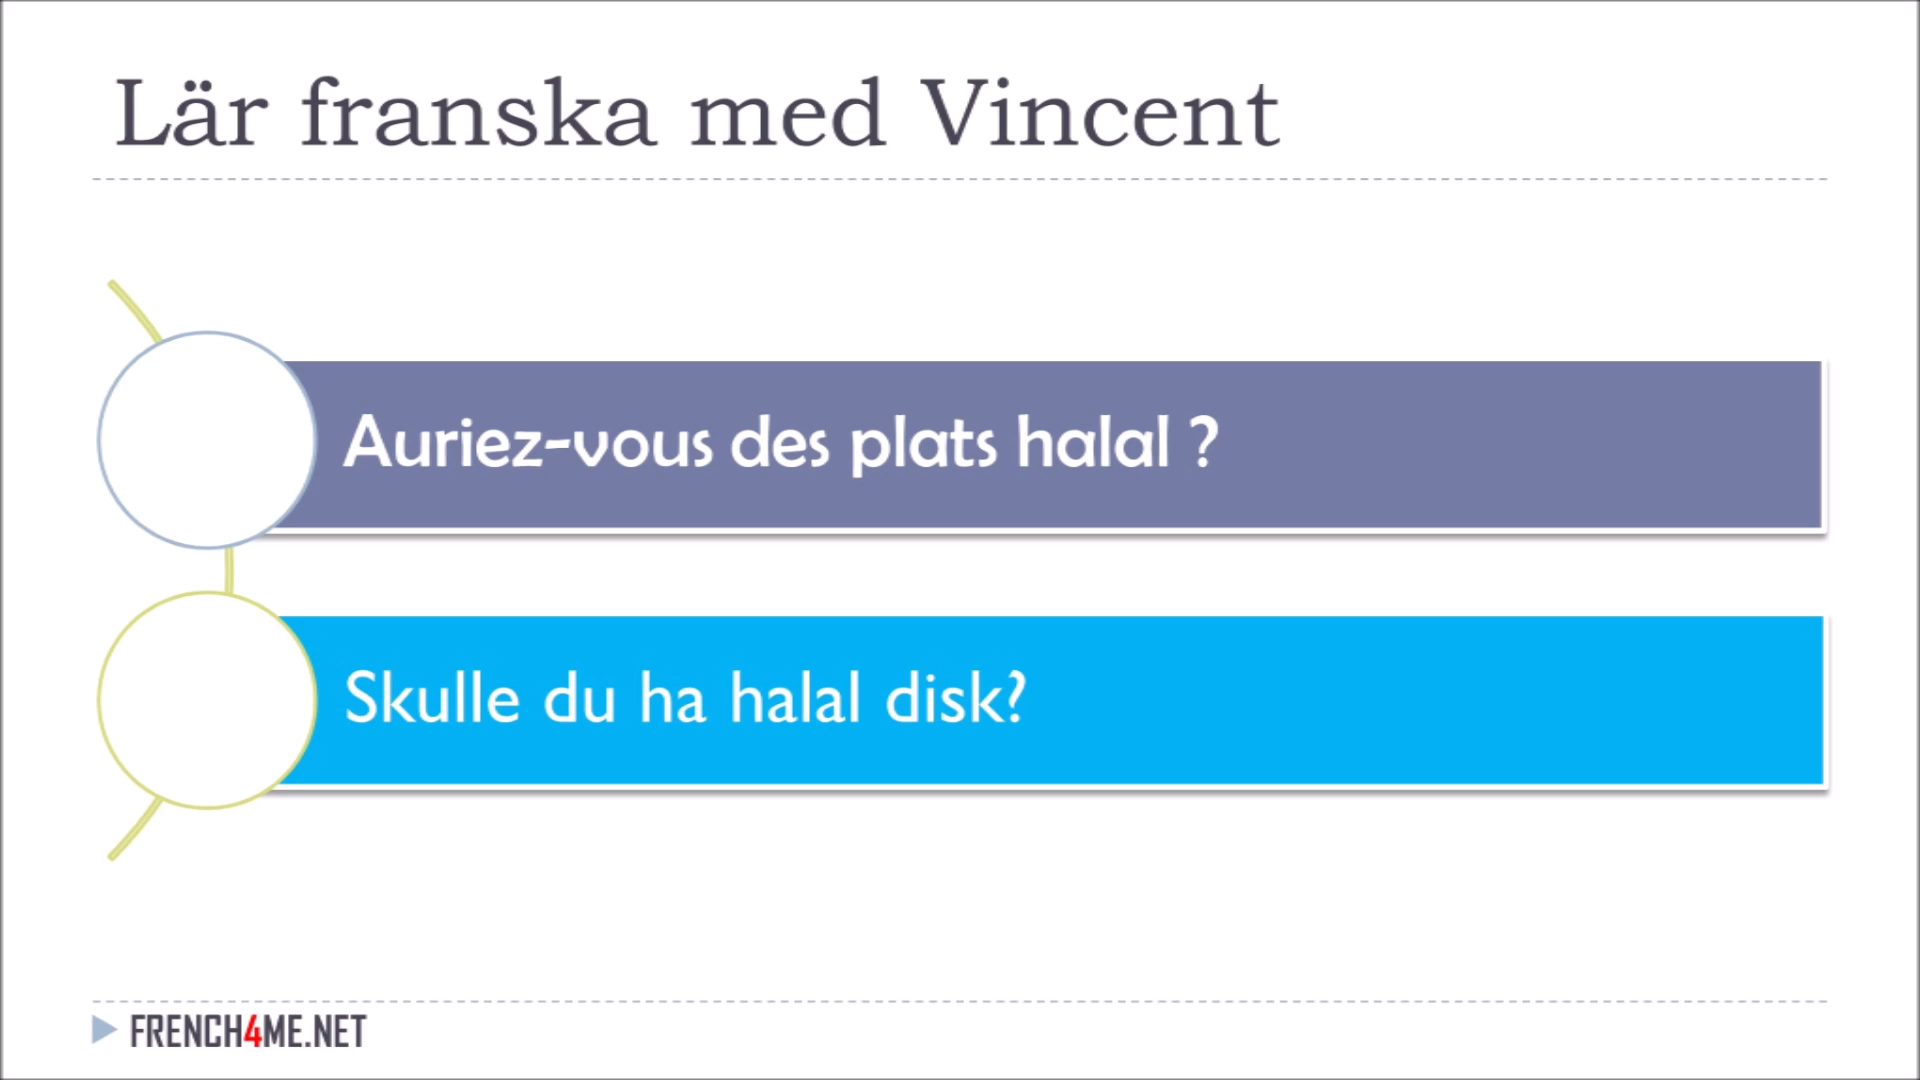 Lär franska med Vincent
Auriez-vous des plats halal ?
Skulle du ha halal disk?
FRENCH4ME.NET